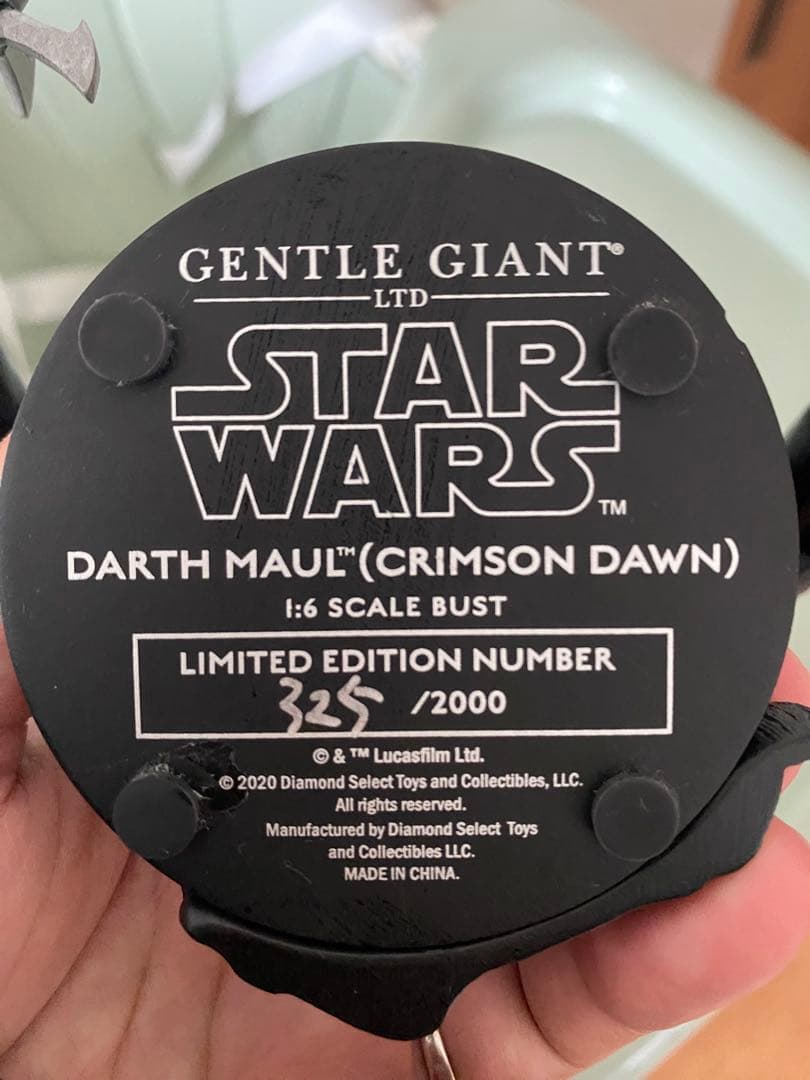 GENTLE GIANT®
LTD
STAR
WARS™
DARTH MAUL™ (CRIMSON DAWN)
1:6 SCALE BUST
LIMITED EDITION NUMBER
325 /2000
© & ™ Lucasfilm Ltd.
© 2020 Diamond Select Toys and Collectibles, LLC.
All rights reserved.
Manufactured by Diamond Select Toys
and Collectibles LLC.
MADE IN CHINA.